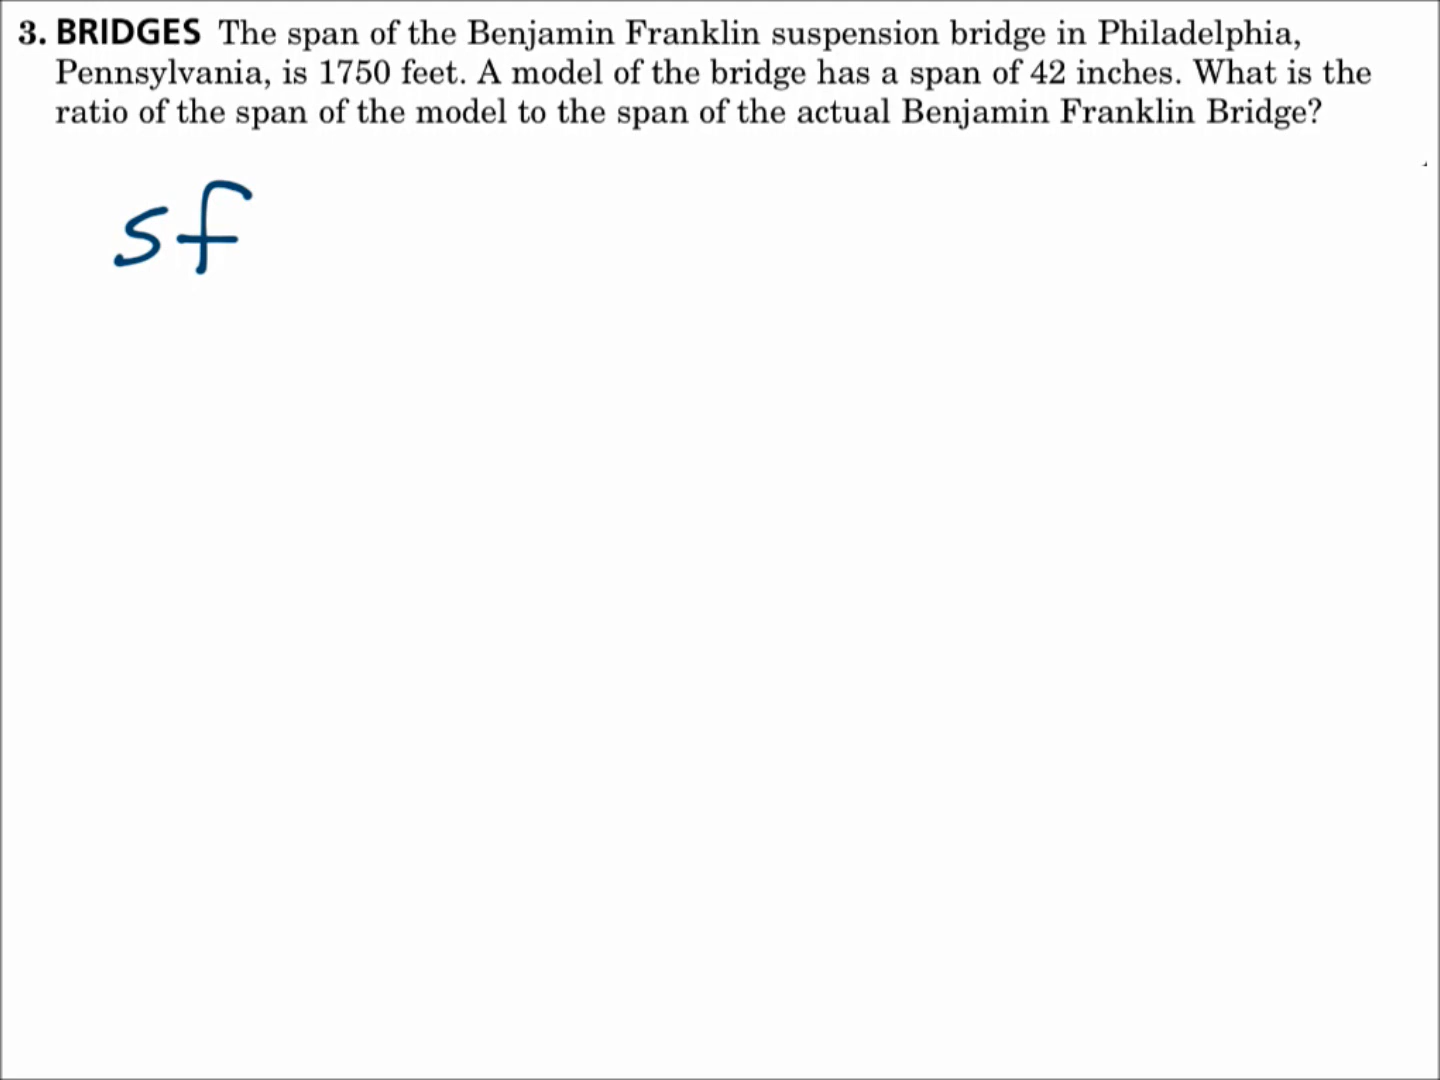 3. BRIDGES The span of the Benjamin Franklin suspension bridge in Philadelphia,
Pennsylvania, is 1750 feet. A model of the bridge has a span of 42 inches. What is the
ratio of the span of the model to the span of the actual Benjamin Franklin Bridge?
sf